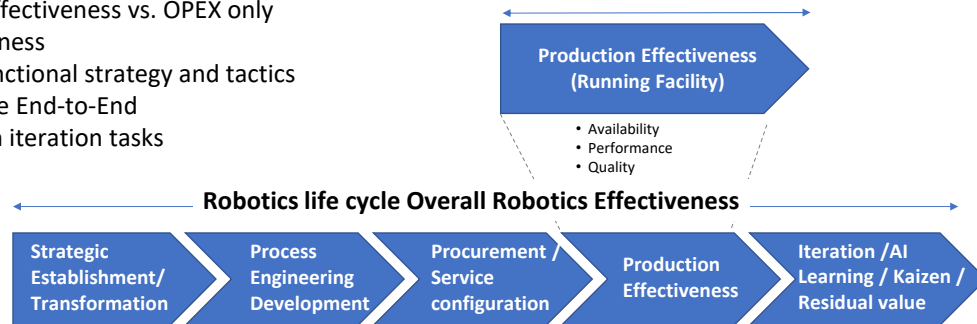 fectiveness vs. OPEX only
ness
nctional strategy and tactics
e End-to-End
iteration tasks
Production Effectiveness
(Running Facility)
• Availability
• Performance
• Quality
Robotics life cycle Overall Robotics Effectiveness
Strategic
Establishment/
Transformation
Process
Engineering
Development
Procurement /
Service
configuration
Production
Effectiveness
Iteration /AI
Learning / Kaizen /
Residual value